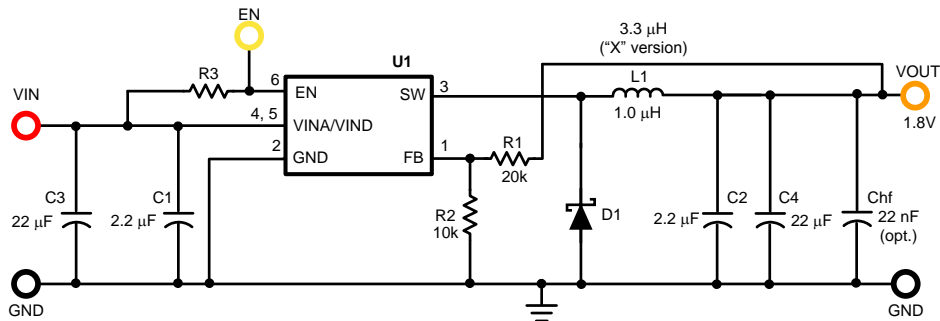 EN
3.3 µH
("X" version)
U1
R3
6
EN
SW
3
L1
VOUT
VIN
4, 5
VINA/VIND
1.0 µH
1.8V
2
GND
FB
1
R1
20k
C3
22 µF
C1
2.2 µF
R2
10k
D1
C2
2.2 µF
C4
22 µF
Chf
22 nF
(opt.)
GND
GND